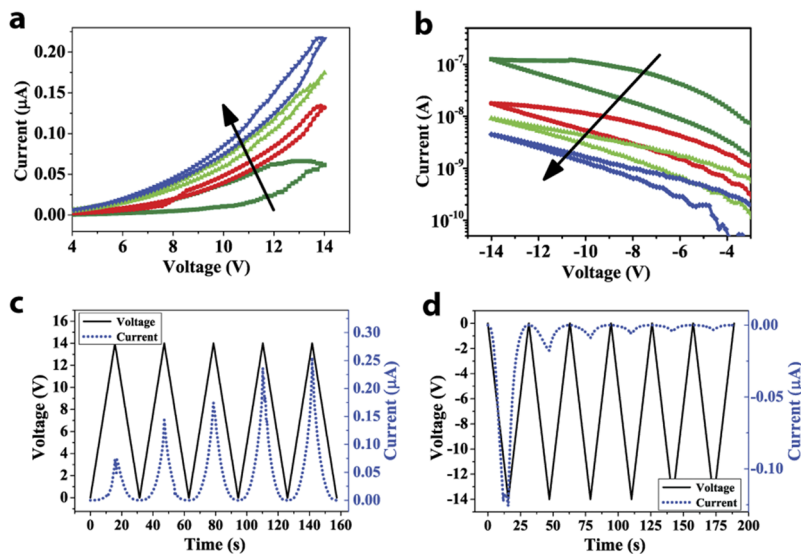 a
0.20
0.15
0.10
0.05
0.00
Current (μA)
4 6 8 10 12 14
Voltage (V)
b
10-7
10-8
10-9
10-10
Current (A)
-14 -12 -10 -8 -6 -4
Voltage (V)
c
16
14
12
10
8
6
4
2
0
Voltage (V)
Voltage
Current
0.30
0.25
0.20
0.15
0.10
0.05
0.00
Current (μA)
0 20 40 60 80 100 120 140 160
Time (s)
d
0
-2
-4
-6
-8
-10
-12
-14
Voltage (V)
Voltage
Current
0.00
-0.05
-0.10
Current (μA)
0 25 50 75 100 125 150 175 200
Time (s)